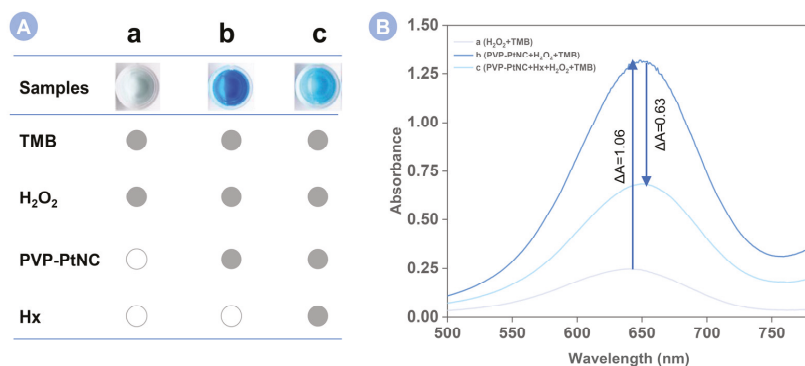 A
a b c
Samples
TMB
H₂O₂
PVP-PtNC
Hx
B
1.50
1.25
1.00
0.75
0.50
0.25
0.00
Absorbance
a (H₂O₂+TMB)
b (PVP-PtNC+H₂O₂+TMB)
c (PVP-PtNC+Hx+H₂O₂+TMB)
ΔA=1.06
ΔA=0.63
500 550 600 650 700 750
Wavelength (nm)